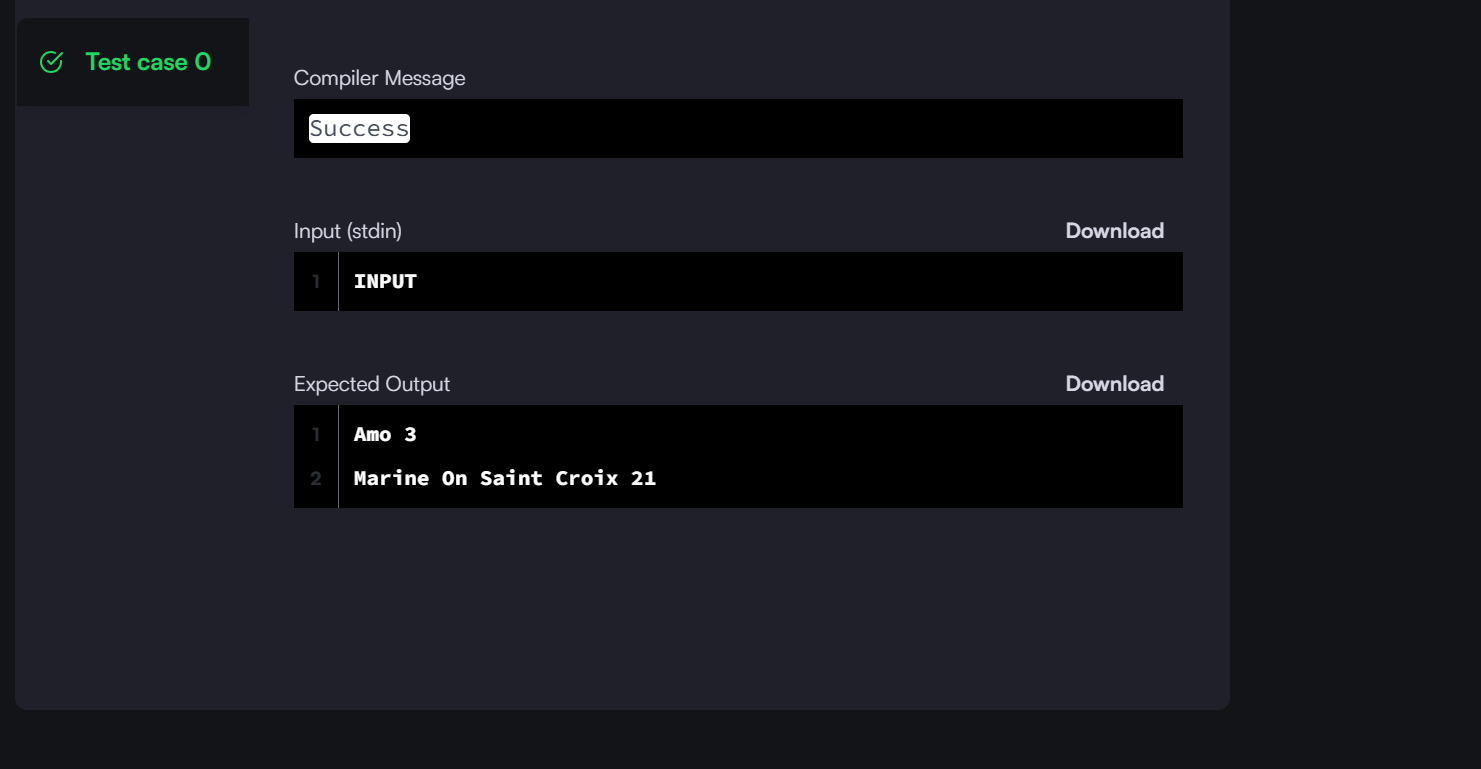 Test case 0
Compiler Message
Success
Input (stdin) Download
1 INPUT
Expected Output Download
1 Amo 3
2 Marine On Saint Croix 21